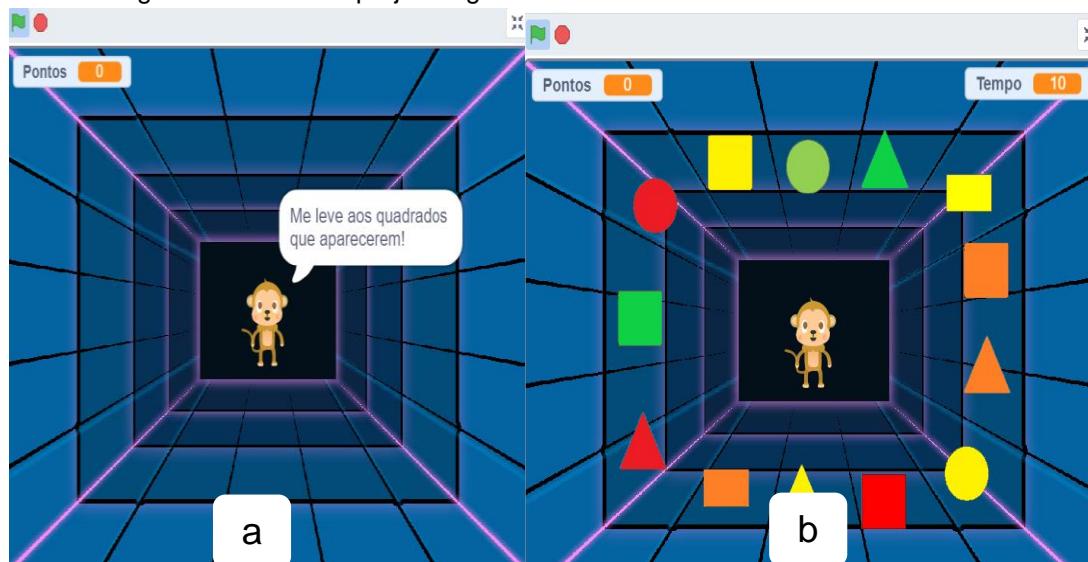 Pontos 0
Me leve aos quadrados
que aparecerem!
a
Pontos 0
Tempo 10
b